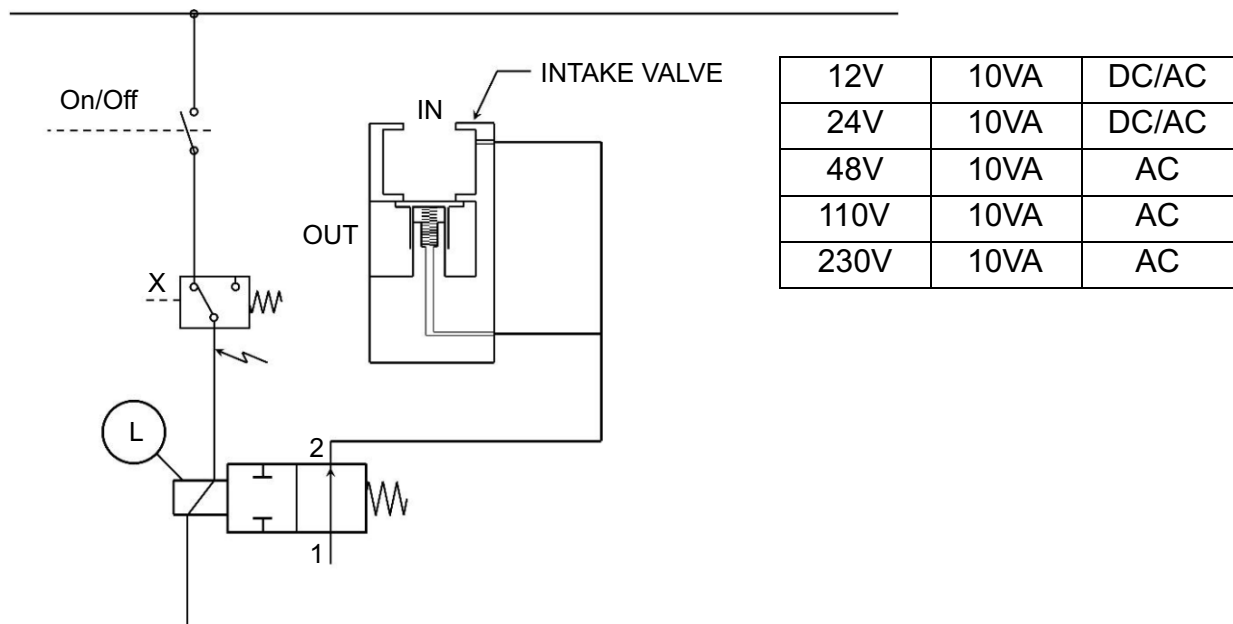 INTAKE VALVE
On/Off
IN
OUT
X
L
2
1
12V 10VA DC/AC
24V 10VA DC/AC
48V 10VA AC
110V 10VA AC
230V 10VA AC